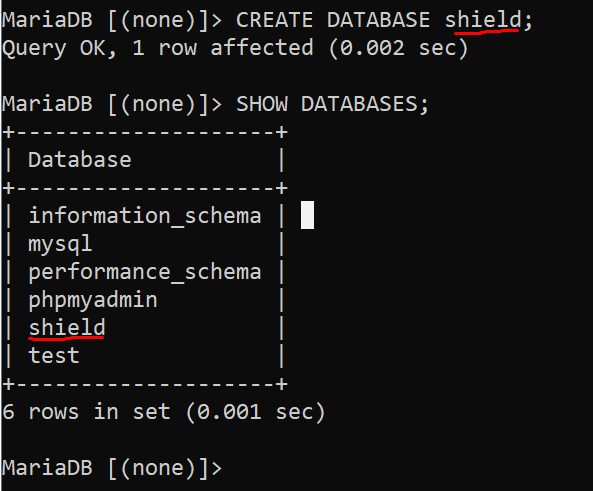 MariaDB [(none)]> CREATE DATABASE shield;
Query OK, 1 row affected (0.002 sec)
MariaDB [(none)]> SHOW DATABASES;
+--------------------+
| Database           |
+--------------------+
| information_schema |
| mysql              |
| performance_schema |
| phpmyadmin         |
| shield             |
| test               |
+--------------------+
6 rows in set (0.001 sec)
MariaDB [(none)]>